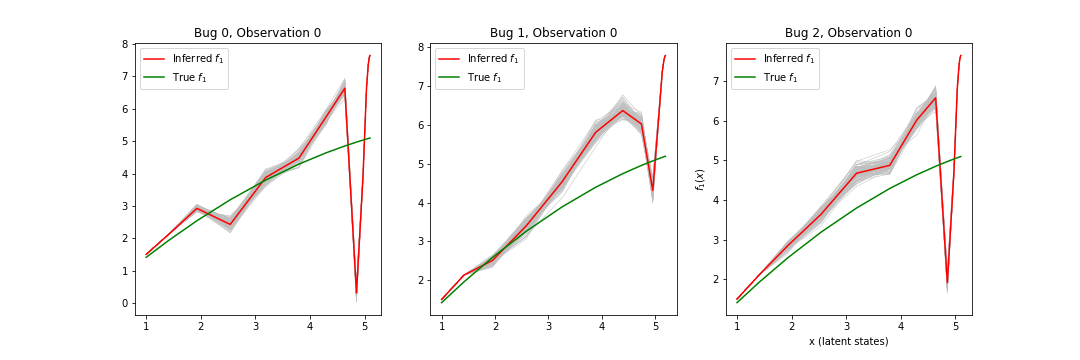 Bug 0, Observation 0
Inferred f₁
True f₁
8
7
6
5
4
3
2
1
0
1 2 3 4 5
Bug 1, Observation 0
Inferred f₁
True f₁
8
7
6
5
4
3
2
1 2 3 4 5
Bug 2, Observation 0
Inferred f₁
True f₁
f₁(x)
7
6
5
4
3
2
1 2 3 4 5
x (latent states)